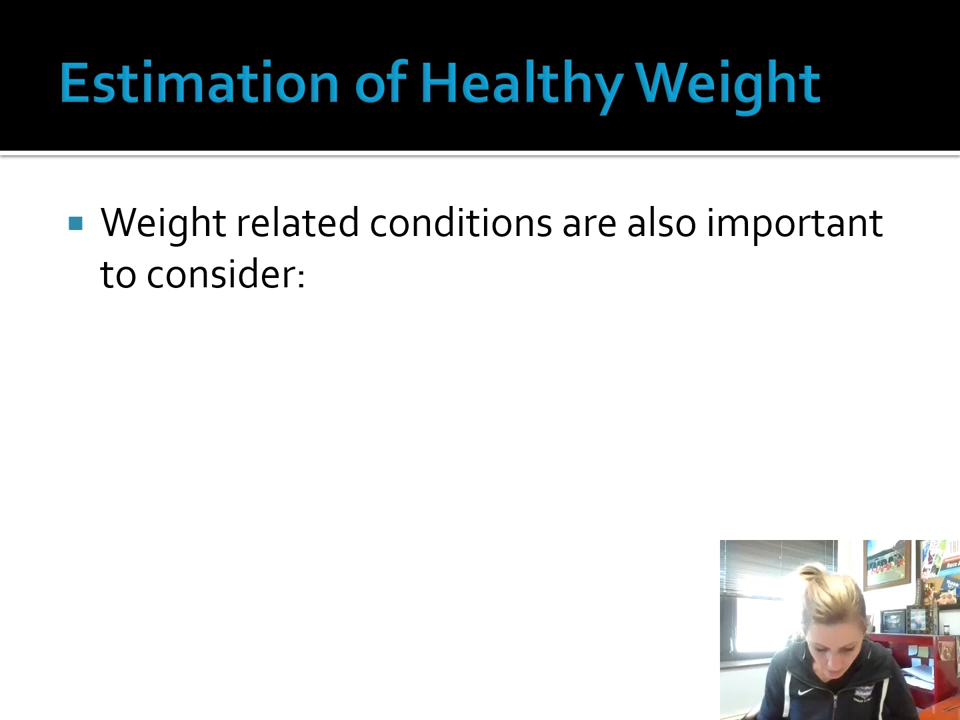 Estimation of Healthy Weight
Weight related conditions are also important
to consider: